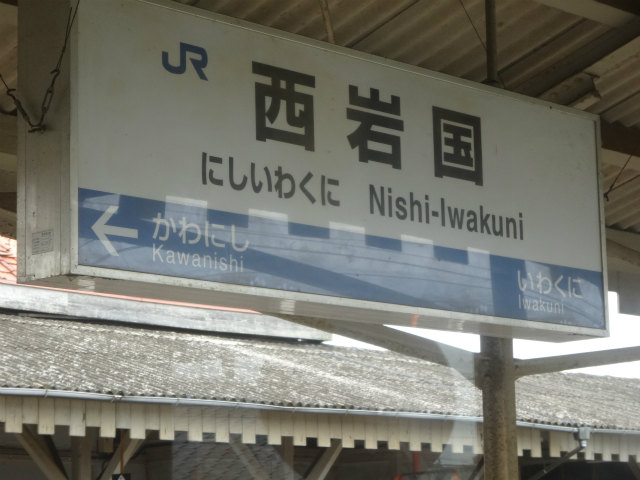 JR
西岩国
にしいわくに Nishi-Iwakuni
かわにし いわくに
Kawanishi Iwakuni